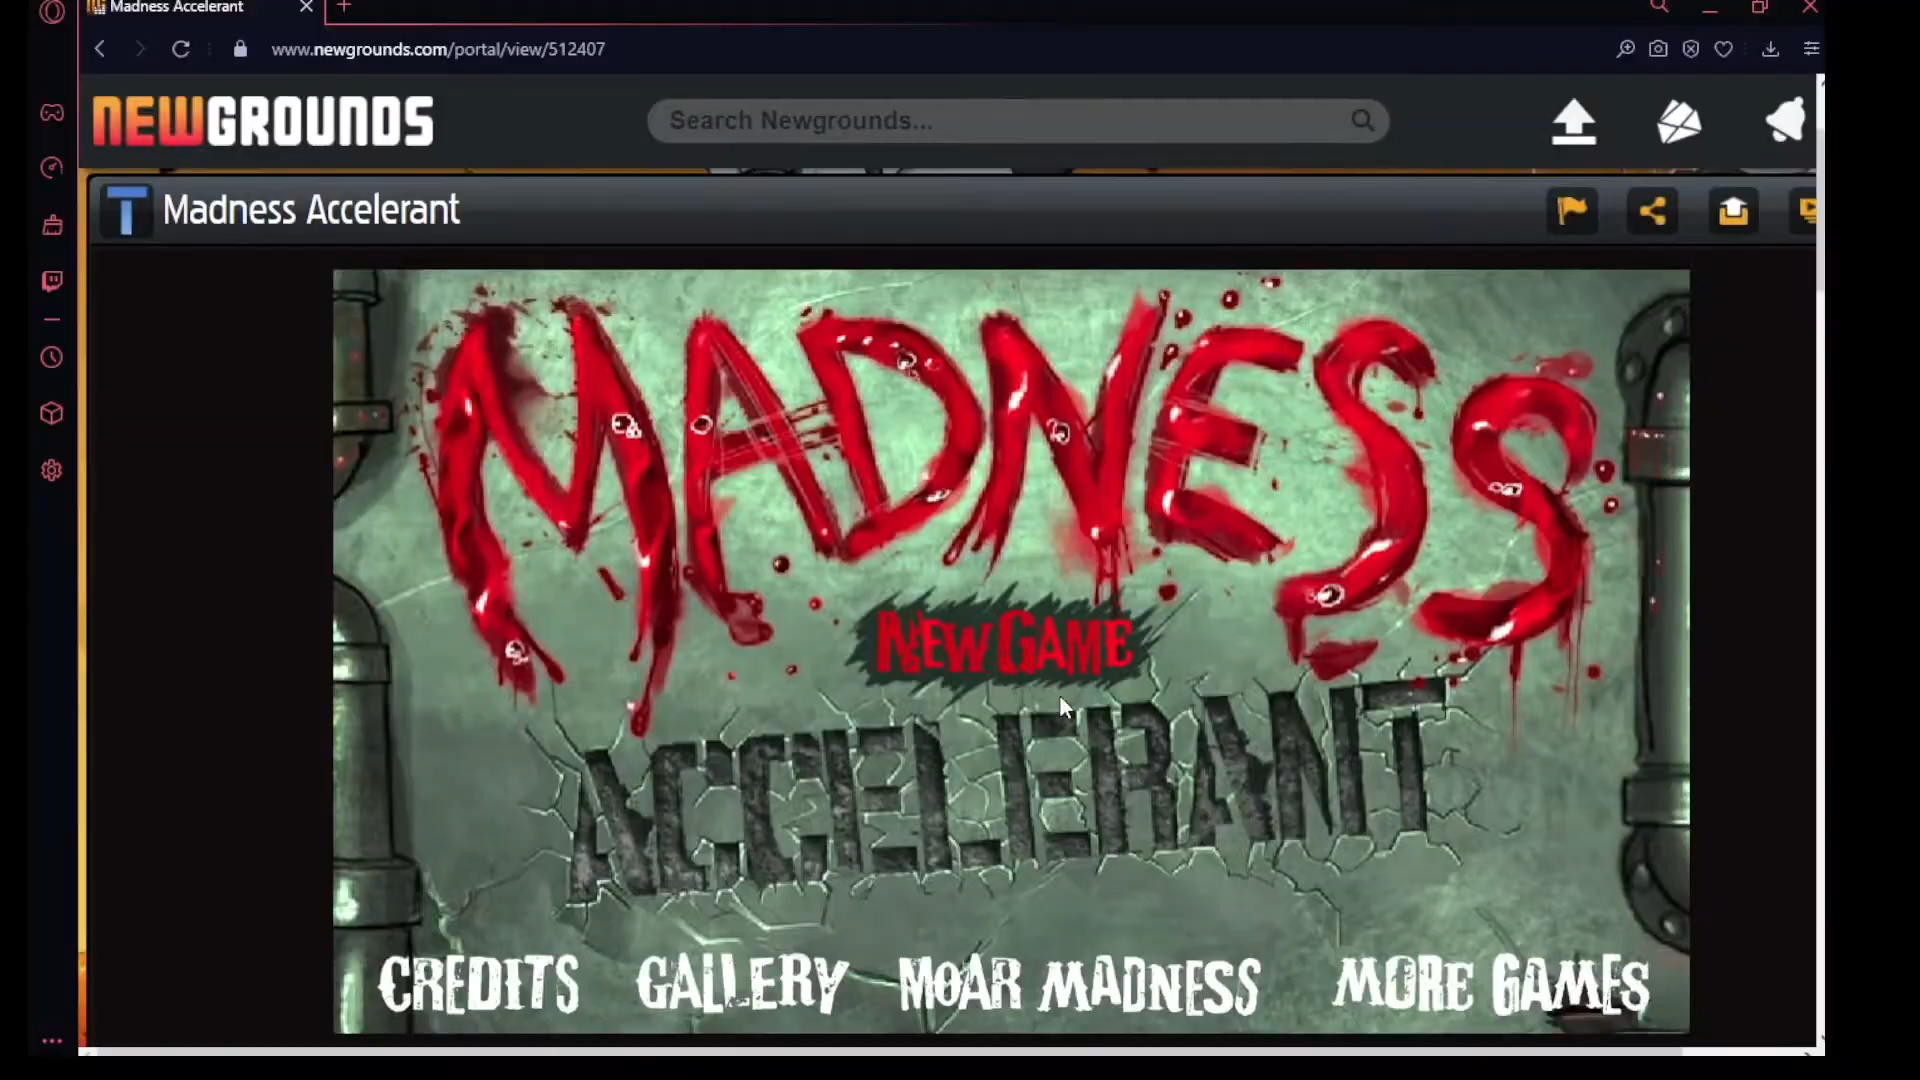 Madness Accelerant
www.newgrounds.com/portal/view/512407
NEWGROUNDS
Search Newgrounds...
T Madness Accelerant
MADNESS
NEW GAME
ACCELERANT
CREDITS GALLERY MOAR MADNESS MORE GAMES